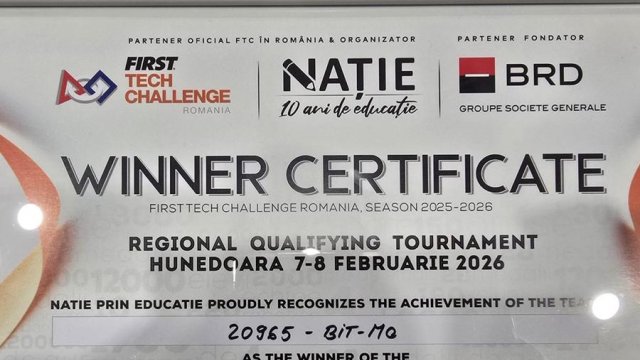 PARTENER OFICIAL FTC ÎN ROMÂNIA & ORGANIZATOR
PARTENER FONDATOR
FIRST
TECH
CHALLENGE
ROMANIA
NAȚIE
10 ani de educație
BRD
GROUPE SOCIETE GENERALE
WINNER CERTIFICATE
FIRST TECH CHALLENGE ROMANIA, SEASON 2025-2026
REGIONAL QUALIFYING TOURNAMENT
HUNEDOARA 7-8 FEBRUARIE 2026
NATIE PRIN EDUCATIE PROUDLY RECOGNIZES THE ACHIEVEMENT OF THE TEAM
20965 - BiT-MQ
AS THE WINNER OF THE